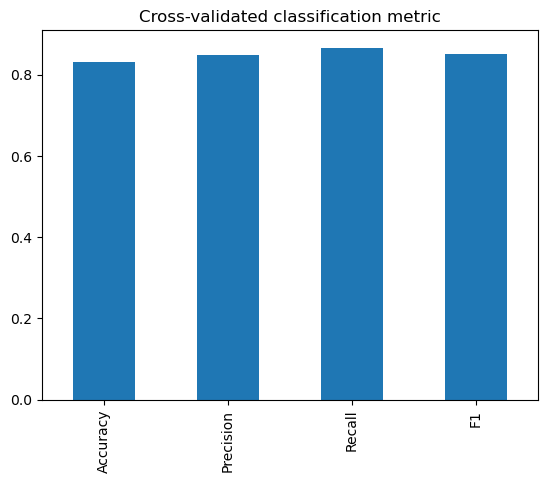 Cross-validated classification metric
0.8
0.6
0.4
0.2
0.0
Accuracy
Precision
Recall
F1